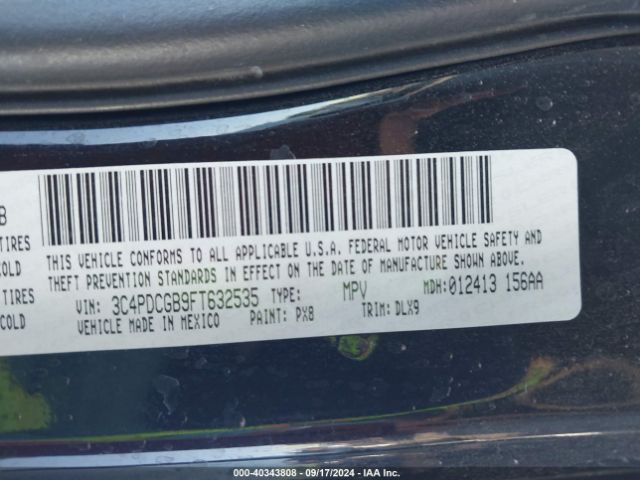 B
TIRES
COLD
TIRES
COLD
THIS VEHICLE CONFORMS TO ALL APPLICABLE U.S.A. FEDERAL MOTOR VEHICLE SAFETY AND
THEFT PREVENTION STANDARDS IN EFFECT ON THE DATE OF MANUFACTURE SHOWN ABOVE.
VIN: 3C4PDCGB9FT632535 TYPE: MPV MDH: 012413 156AA
VEHICLE MADE IN MEXICO PAINT: PX8 TRIM: DLX9
000-40343808 - 09/17/2024 - IAA Inc.